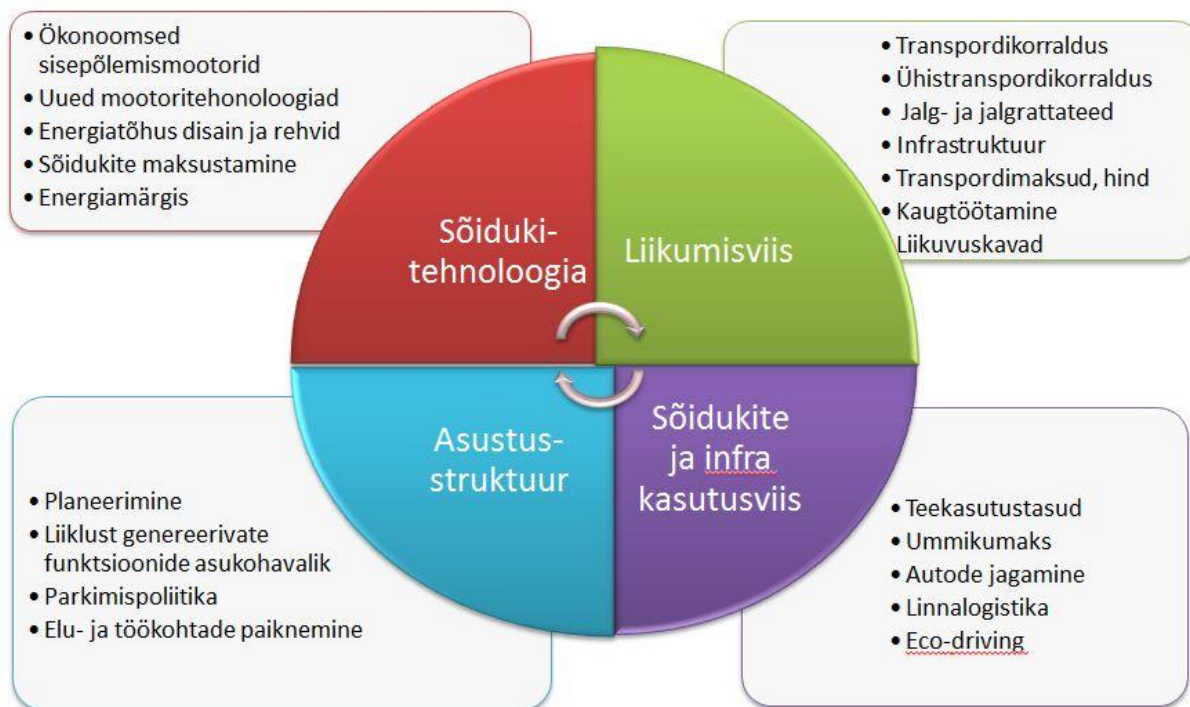 • Ökonoomsed
sisepõlemismootorid
• Uued mootoritehonoloogiad
• Energiatõhus disain ja rehvid
• Sõidukite maksustamine
• Energiamärgis
• Transpordikorraldus
• Ühistranspordikorraldus
• Jalg- ja jalgrattateed
• Infrastruktuur
• Transpordimaksud, hind
• Kaugtöötamine
Liikuvuskavad
Sõiduki-
tehnoloogia
Liikumisviis
Asustus-
struktuur
Sõidukite
ja infra
kasutusviis
• Planeerimine
• Liiklust genereerivate
funktsioonide asukohavalik
• Parkimispoliitika
• Elu- ja töökohtade paiknemine
• Teekasutustasud
• Ummikumaks
• Autode jagamine
• Linnalogistika
• Eco-driving